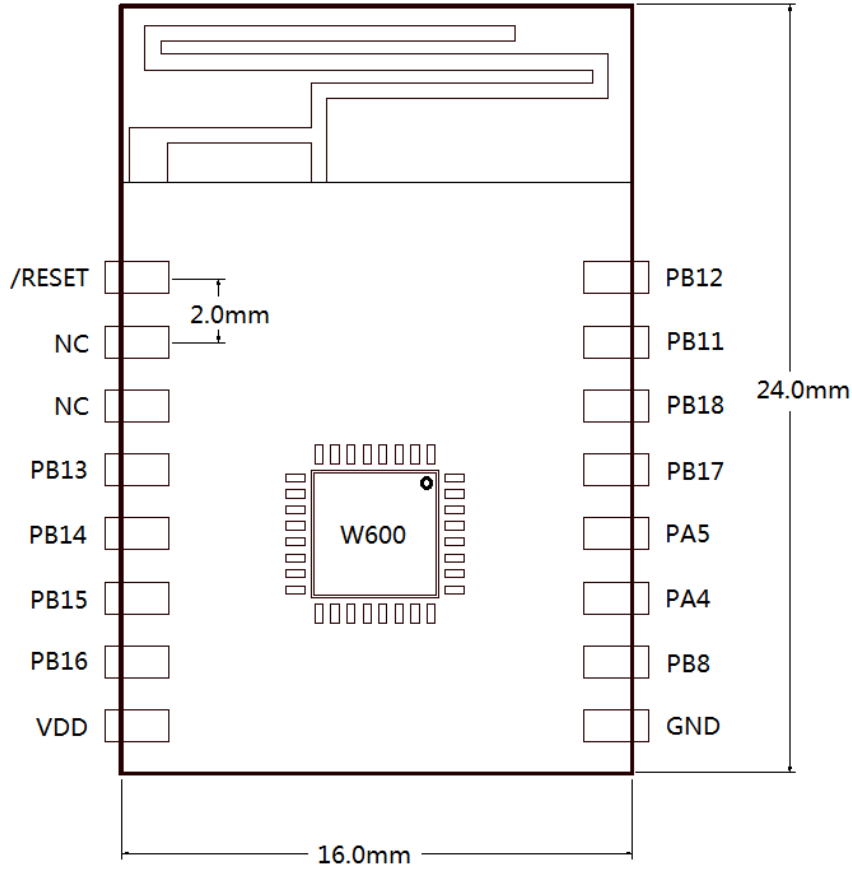 /RESET
NC
NC
PB13
PB14
PB15
PB16
VDD
2.0mm
W600
PB12
PB11
PB18
PB17
PA5
PA4
PB8
GND
24.0mm
16.0mm